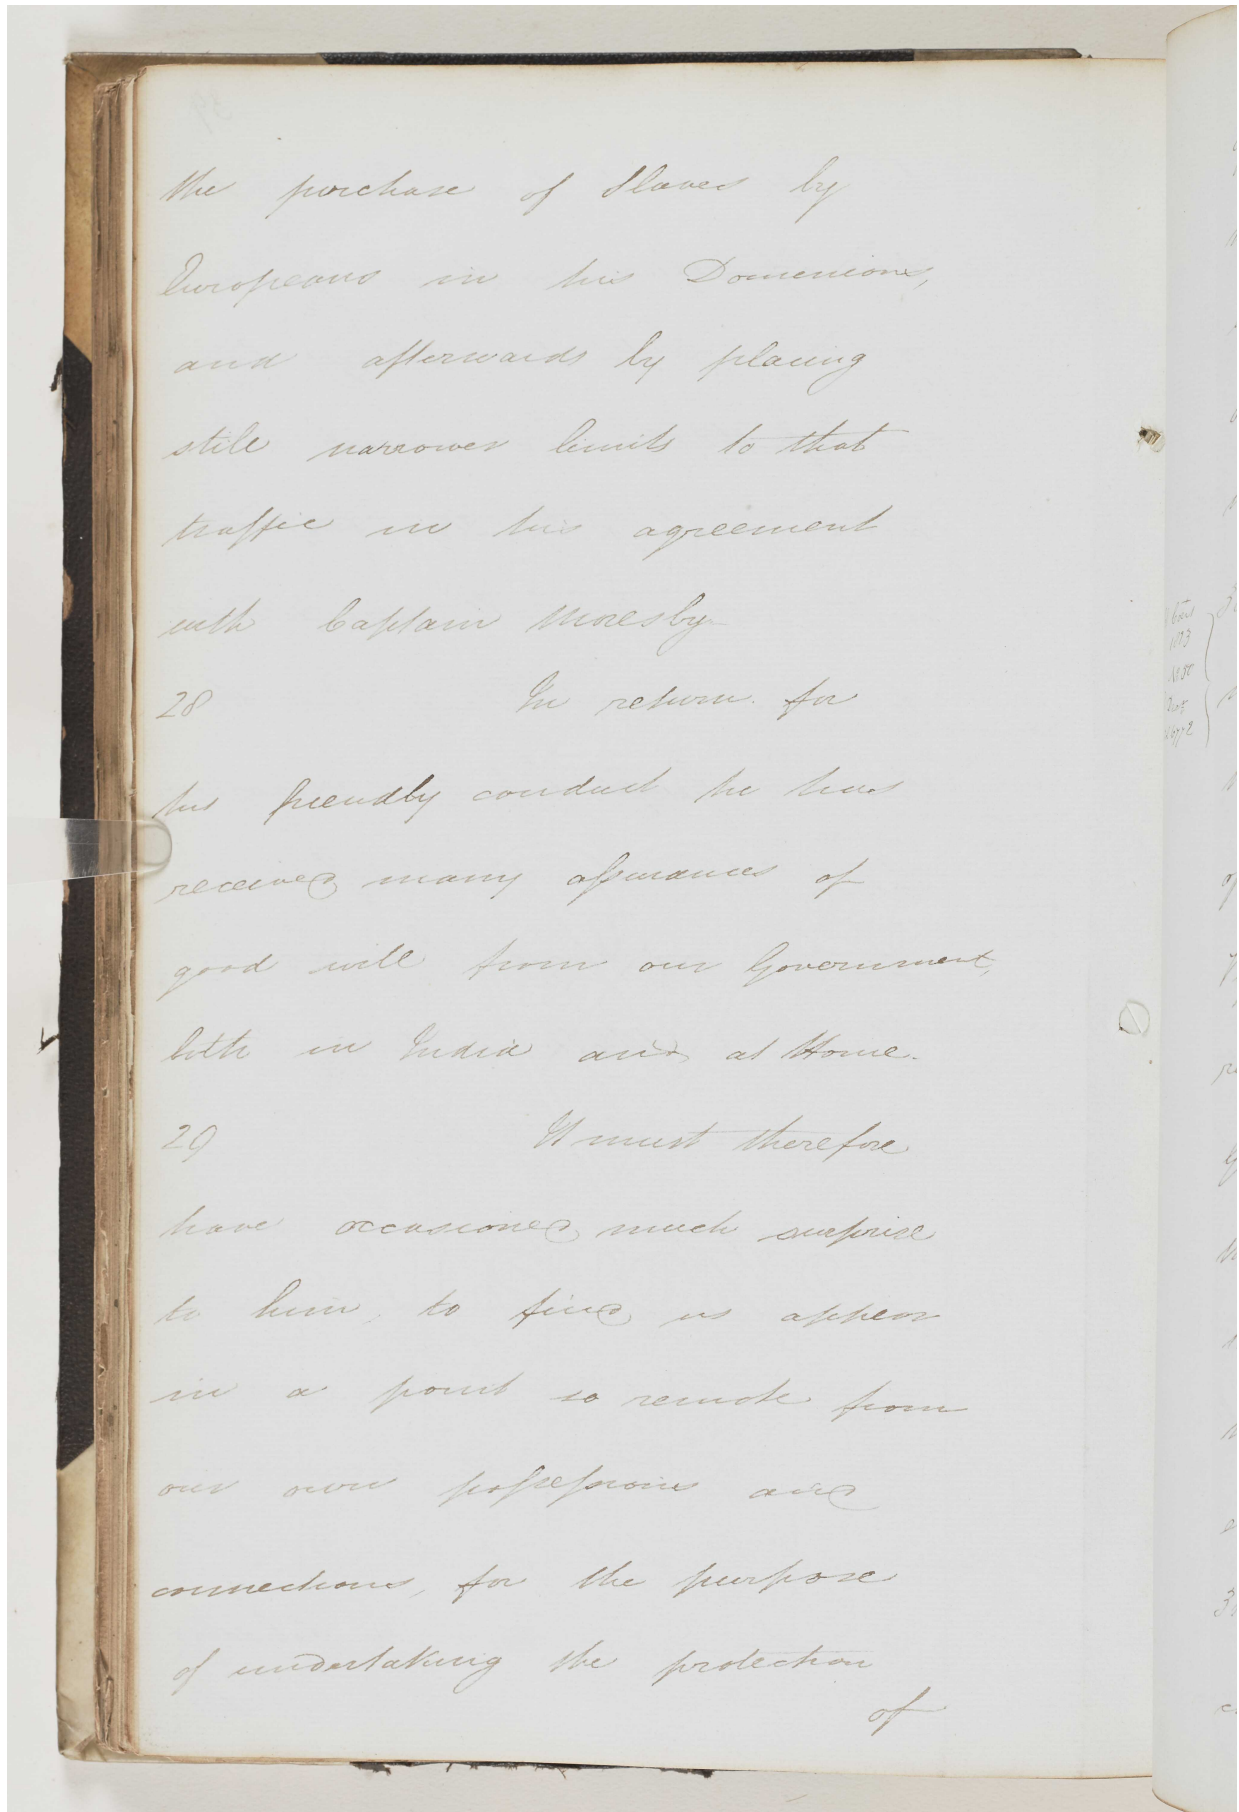 the purchase of Slaves by
Europeans in his Domenions,
and afterwards by placing
still narrower limits to that
traffic in his agreement
with Captain Moresby
28 In return for
his friendly conduct he has
received many assurances of
good will from our Government,
both in India and at Home.
29 It must therefore
have occasioned much surprise
to him, to find us appear
in a point so remote from
our own possessions and
connections, for the purpose
of undertaking the protection
of